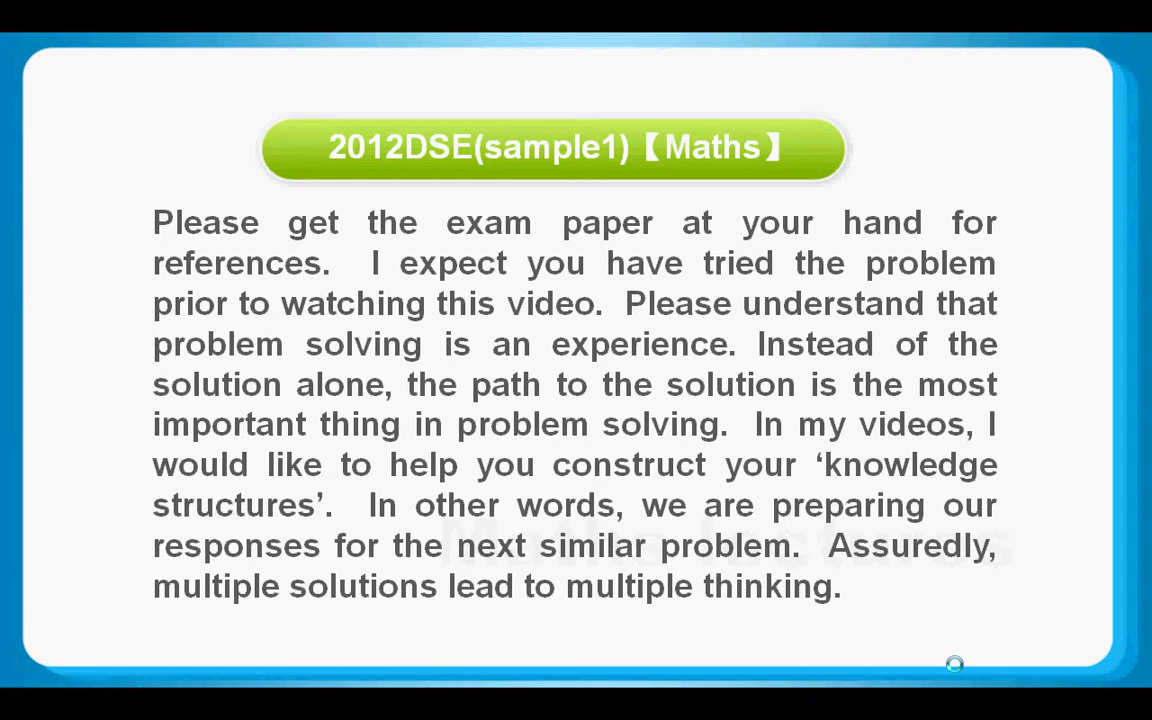 2012DSE(sample1)【Maths】
Please get the exam paper at your hand for
references. I expect you have tried the problem
prior to watching this video. Please understand that
problem solving is an experience. Instead of the
solution alone, the path to the solution is the most
important thing in problem solving. In my videos, I
would like to help you construct your ‘knowledge
structures’. In other words, we are preparing our
responses for the next similar problem. Assuredly,
multiple solutions lead to multiple thinking.
Maths lectures